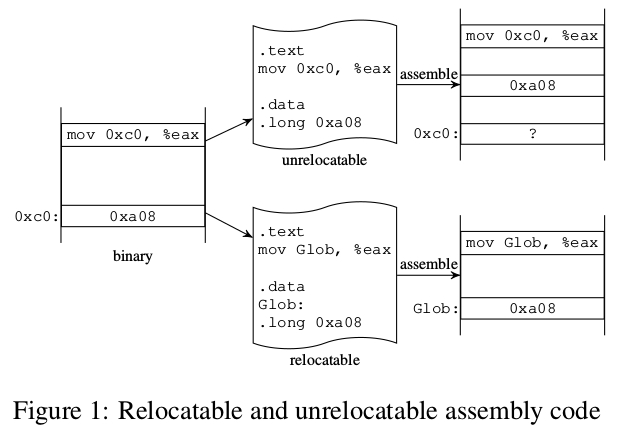 mov 0xc0, %eax
0xc0:
0xa08
binary
.text
mov 0xc0, %eax
.data
.long 0xa08
unrelocatable
assemble
mov 0xc0, %eax
0xa08
0xc0:
?
.text
mov Glob, %eax
.data
Glob:
.long 0xa08
relocatable
assemble
mov Glob, %eax
Glob:
0xa08
Figure 1: Relocatable and unrelocatable assembly code